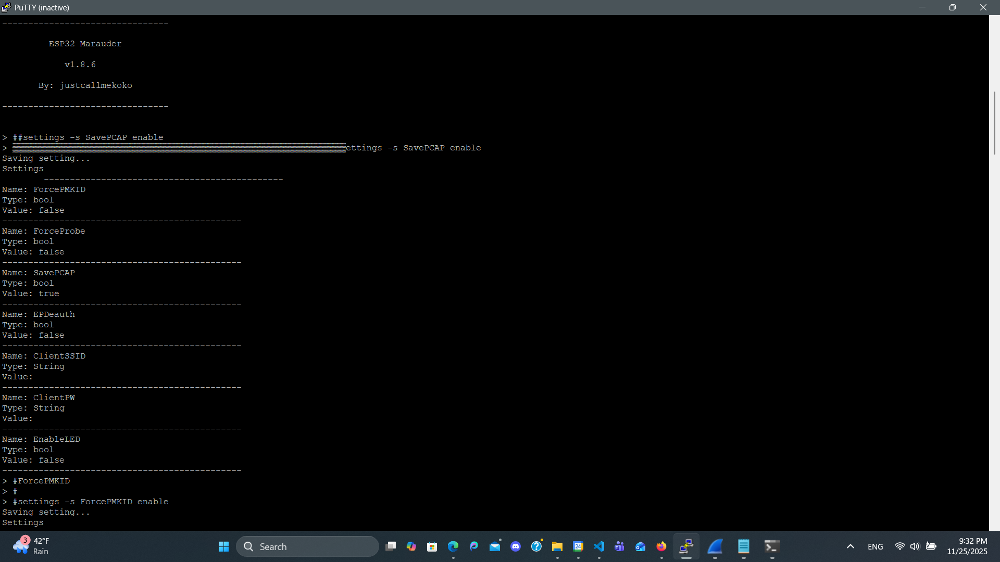 PuTTY (inactive)
--------------------------------
ESP32 Marauder
v1.8.6
By: justcallmekoko
--------------------------------
> ##settings -s SavePCAP enable
> ettings -s SavePCAP enable
Saving setting...
Settings
----------------------------------------------
Name: ForcePMKID
Type: bool
Value: false
----------------------------------------------
Name: ForceProbe
Type: bool
Value: false
----------------------------------------------
Name: SavePCAP
Type: bool
Value: true
----------------------------------------------
Name: EPDeauth
Type: bool
Value: false
----------------------------------------------
Name: ClientSSID
Type: String
Value:
----------------------------------------------
Name: ClientPW
Type: String
Value:
----------------------------------------------
Name: EnableLED
Type: bool
Value: false
----------------------------------------------
> #ForcePMKID
> #
> #settings -s ForcePMKID enable
Saving setting...
Settings
3
42°F
Rain
Search
24
ENG
9:32 PM
11/25/2025